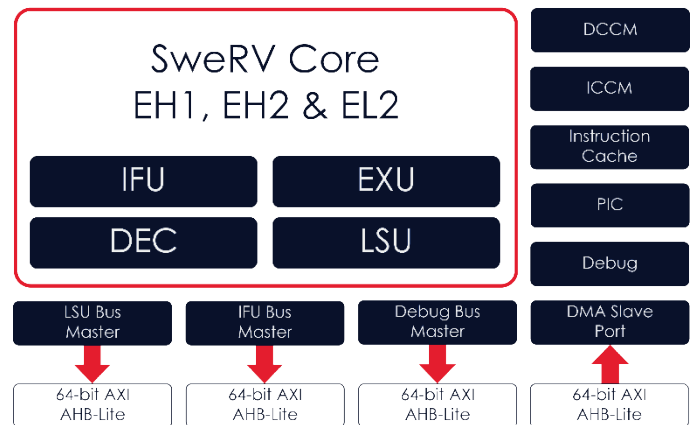 SweRV Core
EH1, EH2 & EL2
IFU
EXU
DEC
LSU
DCCM
ICCM
Instruction
Cache
PIC
Debug
LSU Bus
Master
IFU Bus
Master
Debug Bus
Master
DMA Slave
Port
64-bit AXI
AHB-Lite
64-bit AXI
AHB-Lite
64-bit AXI
AHB-Lite
64-bit AXI
AHB-Lite